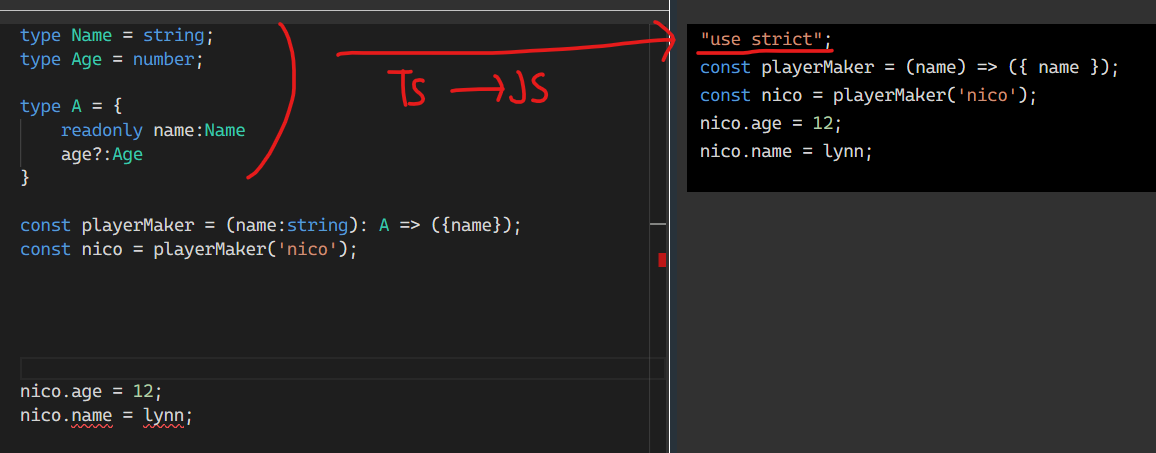 type Name = string;
type Age = number;
type A = {
readonly name:Name
age?:Age
}
const playerMaker = (name:string): A => ({name});
const nico = playerMaker('nico');
nico.age = 12;
nico.name = lynn;
TS → JS
"use strict";
const playerMaker = (name) => ({ name });
const nico = playerMaker('nico');
nico.age = 12;
nico.name = lynn;